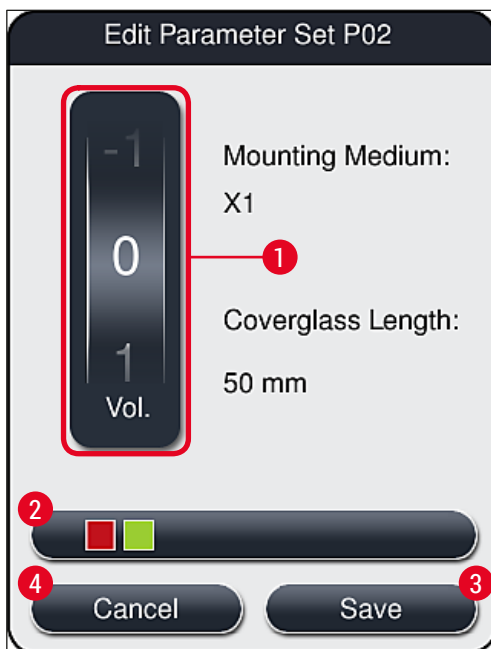 Edit Parameter Set P02
-1
0
1
Vol.
1
Mounting Medium:
X1
Coverglass Length:
50 mm
2
4
Cancel
3
Save